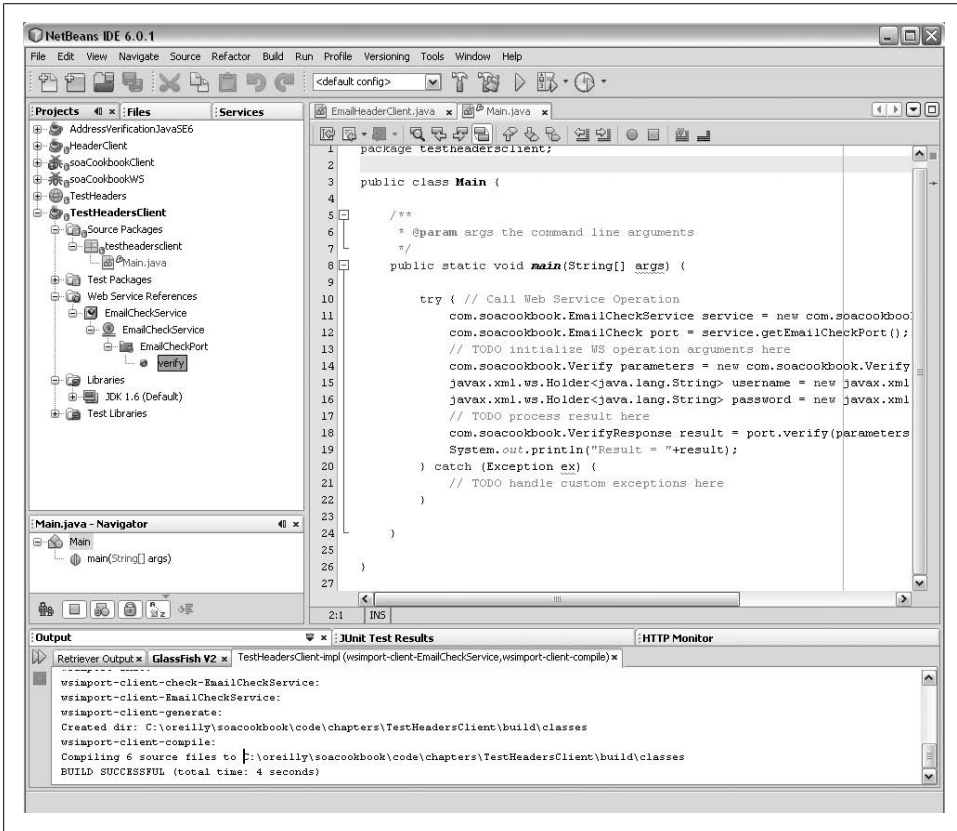 NetBeans IDE 6.0.1
File Edit View Navigate Source Refactor Build Run Profile Versioning Tools Window Help
<default config>
Projects Files Services
AddressVerificationJavaSE6
HeaderClient
soaCookbookClient
soaCookbookWS
TestHeaders
TestHeadersClient
Source Packages
testheadersclient
Main.java
Test Packages
Web Service References
EmailCheckService
EmailCheckService
EmailCheckPort
verify
Libraries
JDK 1.6 (Default)
Test Libraries
Main.java - Navigator
Main
main(String[] args)
EmailHeaderClient.java Main.java
1 package testheadersclient;
2
3 public class Main {
4
5 /**
6 * @param args the command line arguments
7 */
8 public static void main(String[] args) {
9
10 try { // Call Web Service Operation
11 com.soacookbook.EmailCheckService service = new com.soacookbool
12 com.soacookbook.EmailCheck port = service.getEmailCheckPort();
13 // TODO initialize WS operation arguments here
14 com.soacookbook.Verify parameters = new com.soacookbook.Verify
15 javax.xml.ws.Holder<java.lang.String> username = new javax.xml
16 javax.xml.ws.Holder<java.lang.String> password = new javax.xml
17 // TODO process result here
18 com.soacookbook.VerifyResponse result = port.verify(parameters
19 System.out.println("Result = "+result);
20 } catch (Exception ex) {
21 // TODO handle custom exceptions here
22 }
23
24 }
25
26 }
27
2:1 INS
Output JUnit Test Results HTTP Monitor
Retriever Output GlassFish V2 TestHeadersClient-impl (wsimport-client-EmailCheckService,wsimport-client-compile)
wsimport-client-check-EmailCheckService:
wsimport-client-EmailCheckService:
wsimport-client-generate:
Created dir: C:\oreilly\soacookbook\code\chapters\TestHeadersClient\build\classes
wsimport-client-compile:
Compiling 6 source files to C:\oreilly\soacookbook\code\chapters\TestHeadersClient\build\classes
BUILD SUCCESSFUL (total time: 4 seconds)